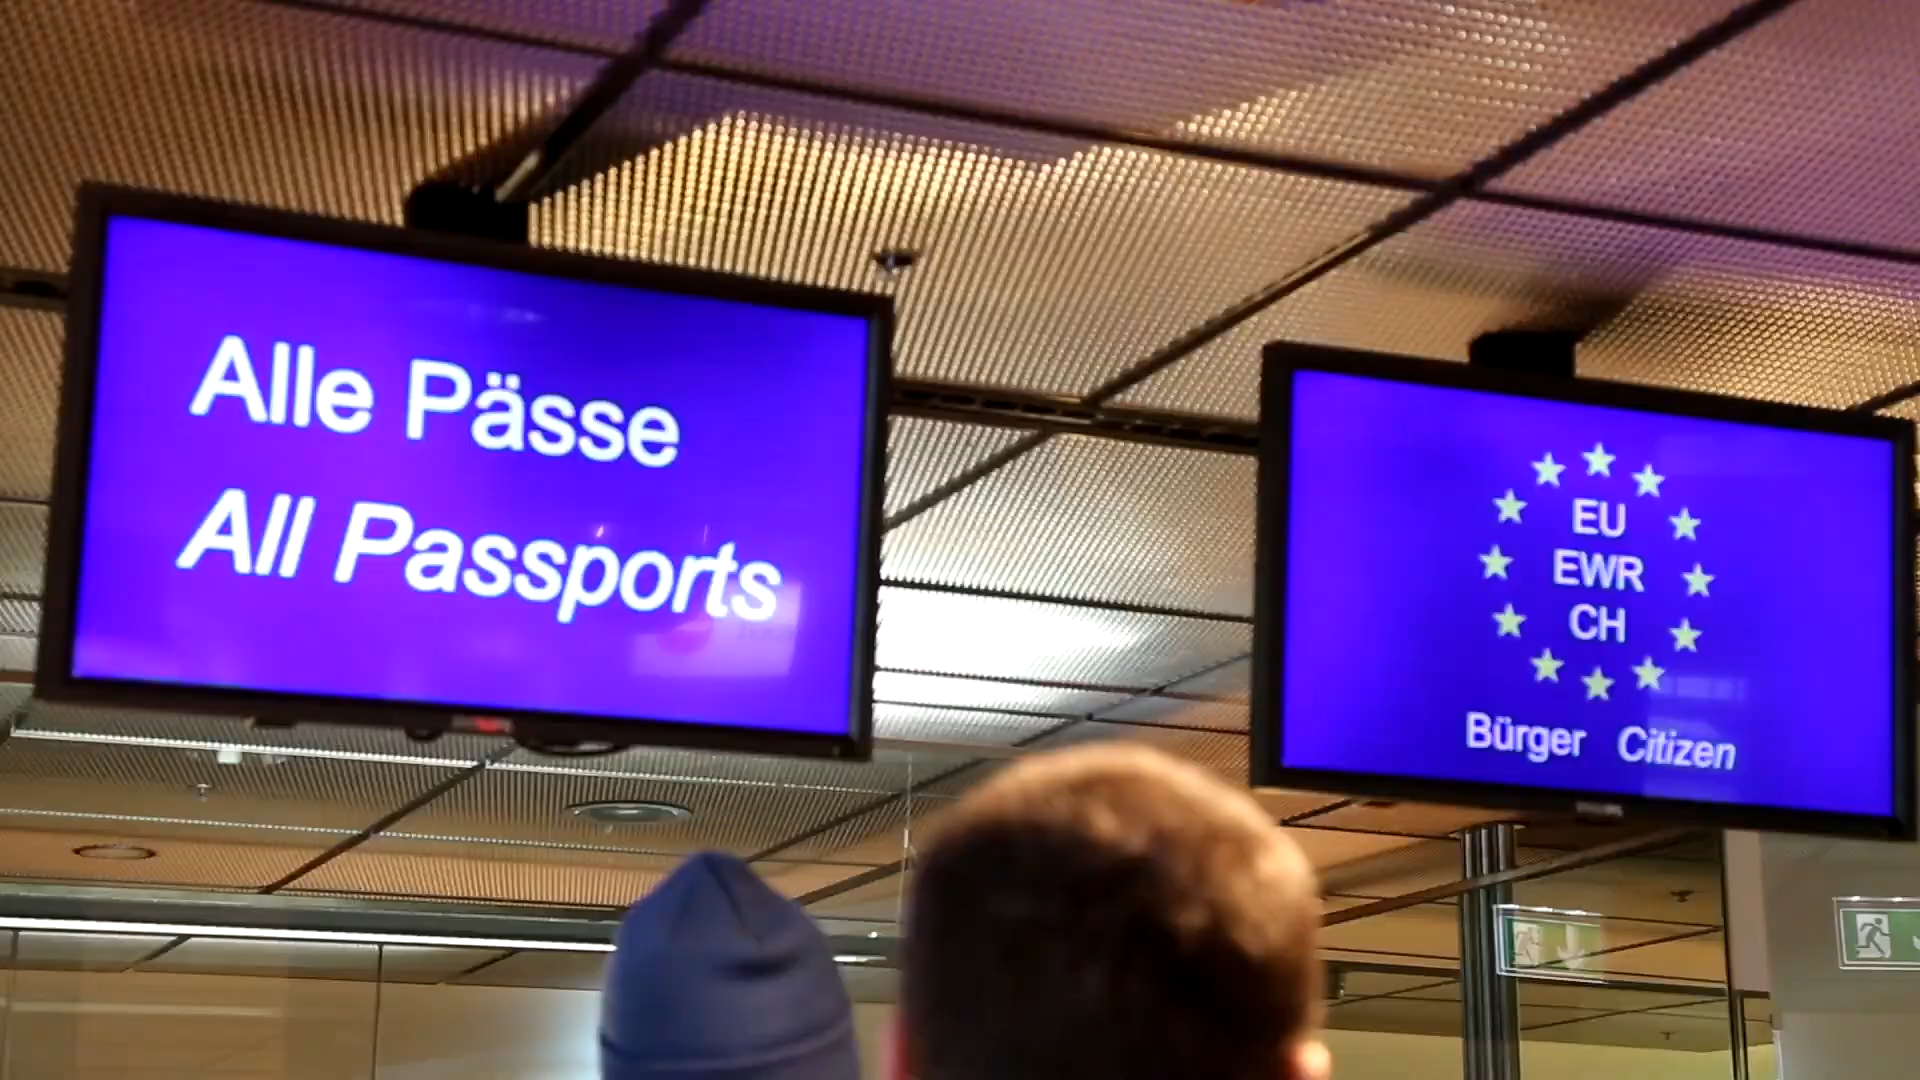 Alle Pässe
All Passports
EU
EWR
CH
Bürger Citizen